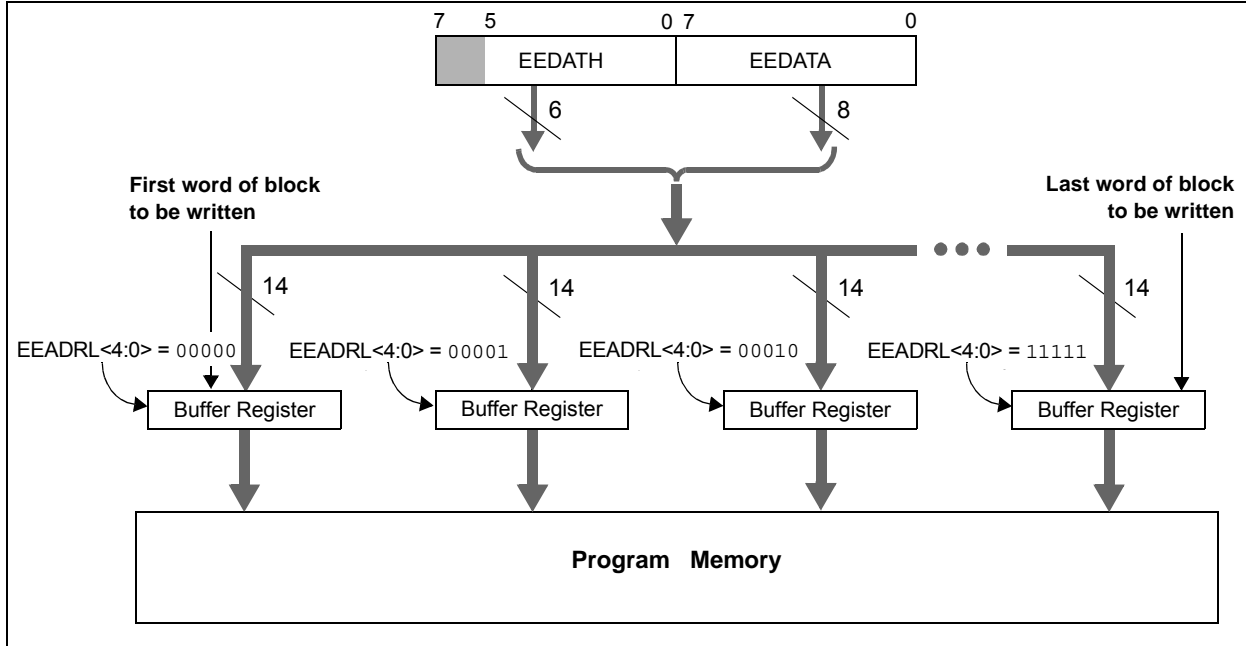 7 5 0 7 0
EEDATH EEDATA
6 8
First word of block
to be written
Last word of block
to be written
14 14 14 14
EEADRL<4:0> = 00000 EEADRL<4:0> = 00001 EEADRL<4:0> = 00010 EEADRL<4:0> = 11111
Buffer Register Buffer Register Buffer Register Buffer Register
Program Memory